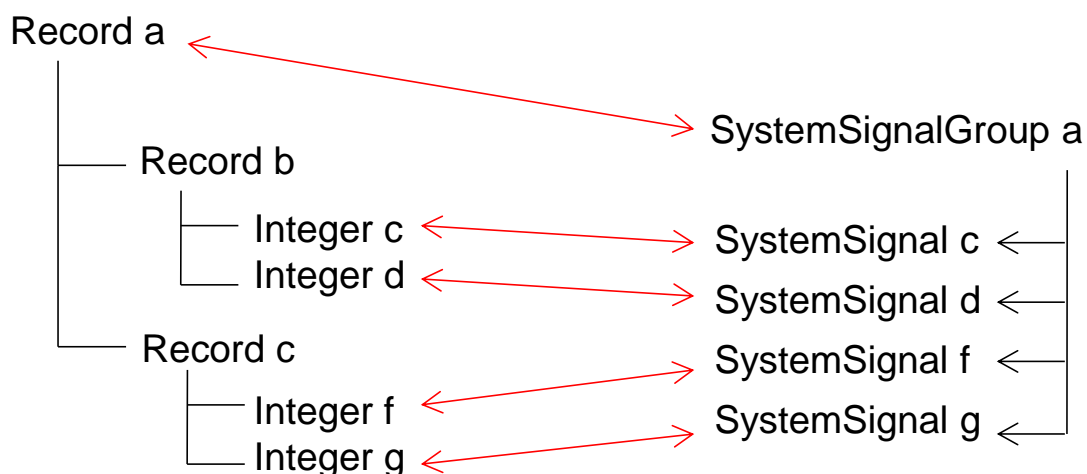 Record a
SystemSignalGroup a
Record b
Integer c
SystemSignal c
Integer d
SystemSignal d
Record c
SystemSignal f
Integer f
SystemSignal g
Integer g